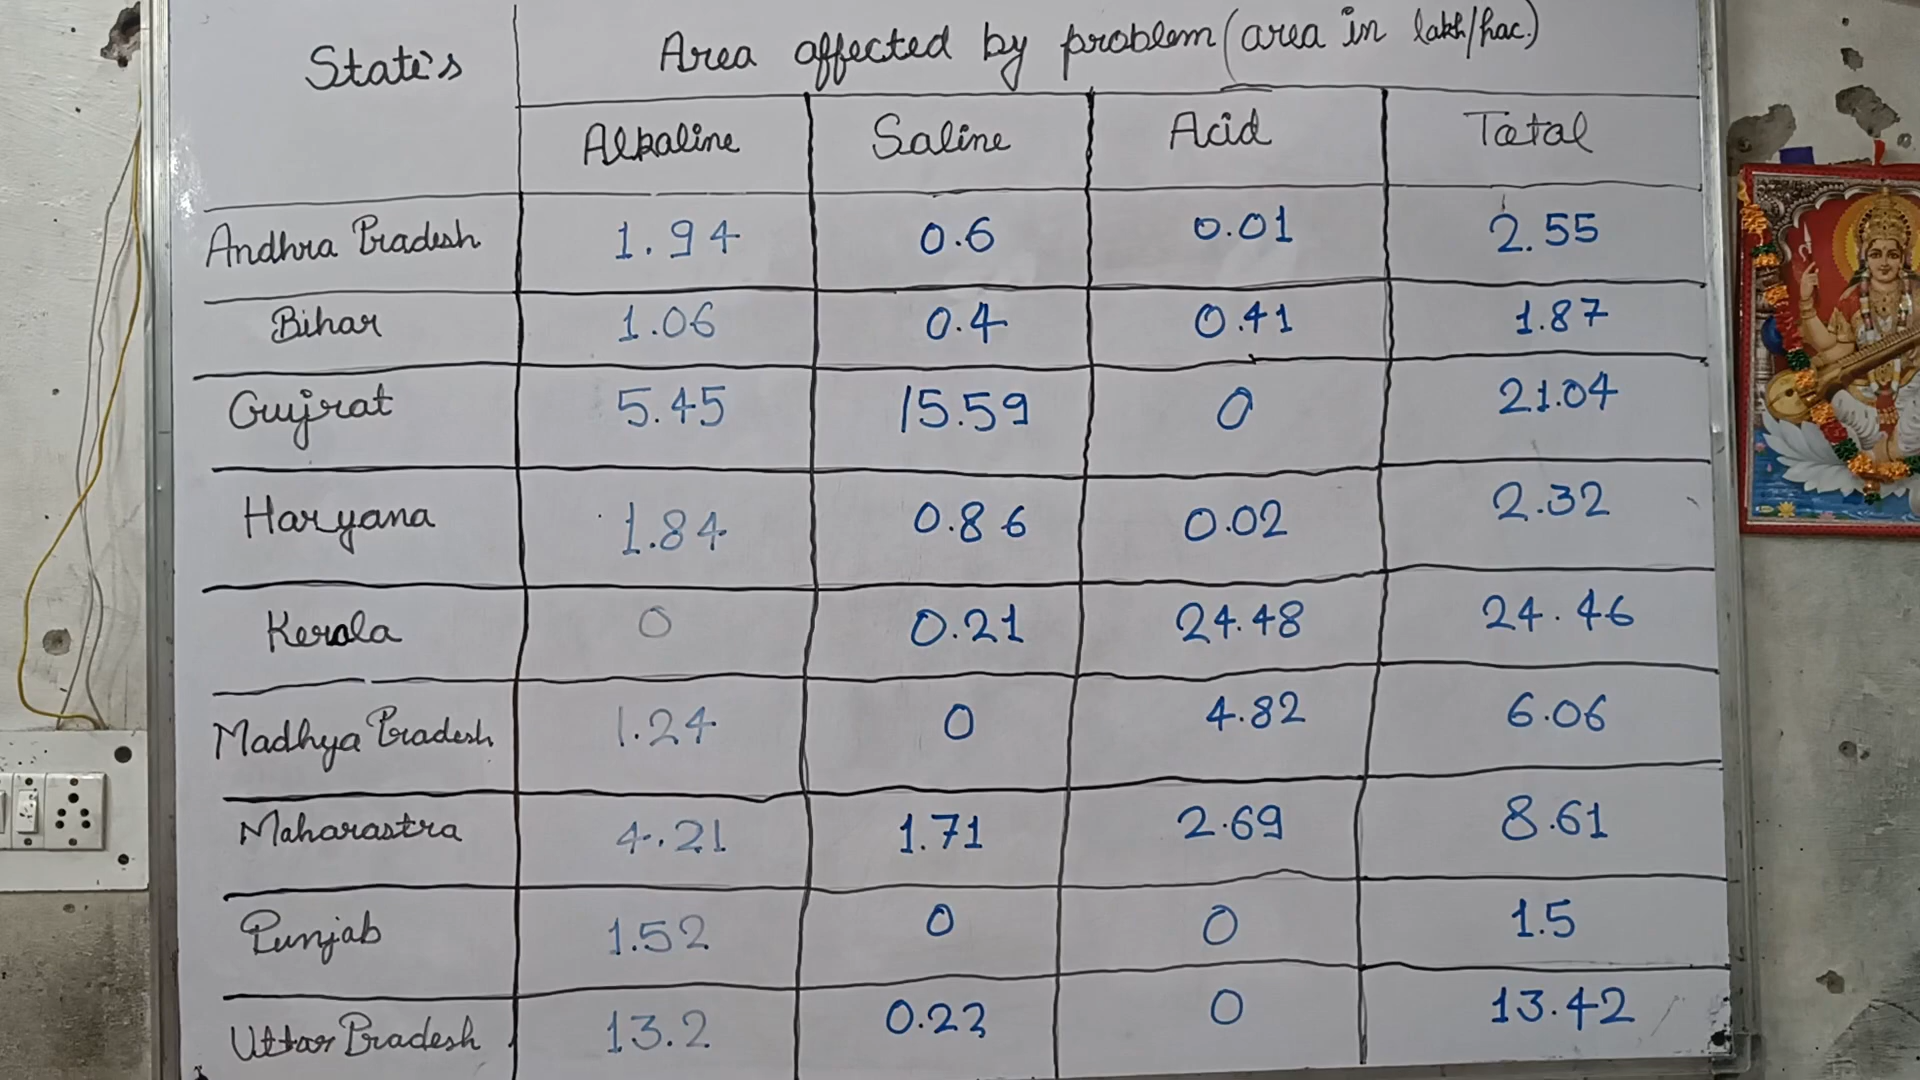 State's Area affected by problem (area in lakh/hac.)
Alkaline Saline Acid Total
Andhra Pradesh 1.94 0.6 0.01 2.55
Bihar 1.06 0.4 0.41 1.87
Gujrat 5.45 15.59 0 21.04
Haryana 1.84 0.86 0.02 2.32
Kerala 0 0.21 24.48 24.46
Madhya Pradesh 1.24 0 4.82 6.06
Maharastra 4.21 1.71 2.69 8.61
Punjab 1.52 0 0 1.5
Uttar Pradesh 13.2 0.22 0 13.42